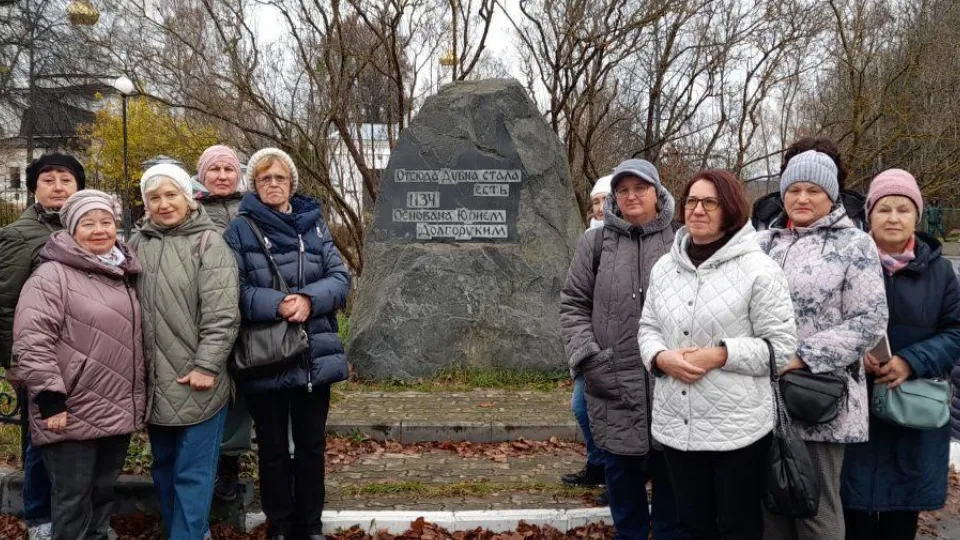 Отсюда Дубна стала
есть
1134
Основана Юрием
Долгоруким